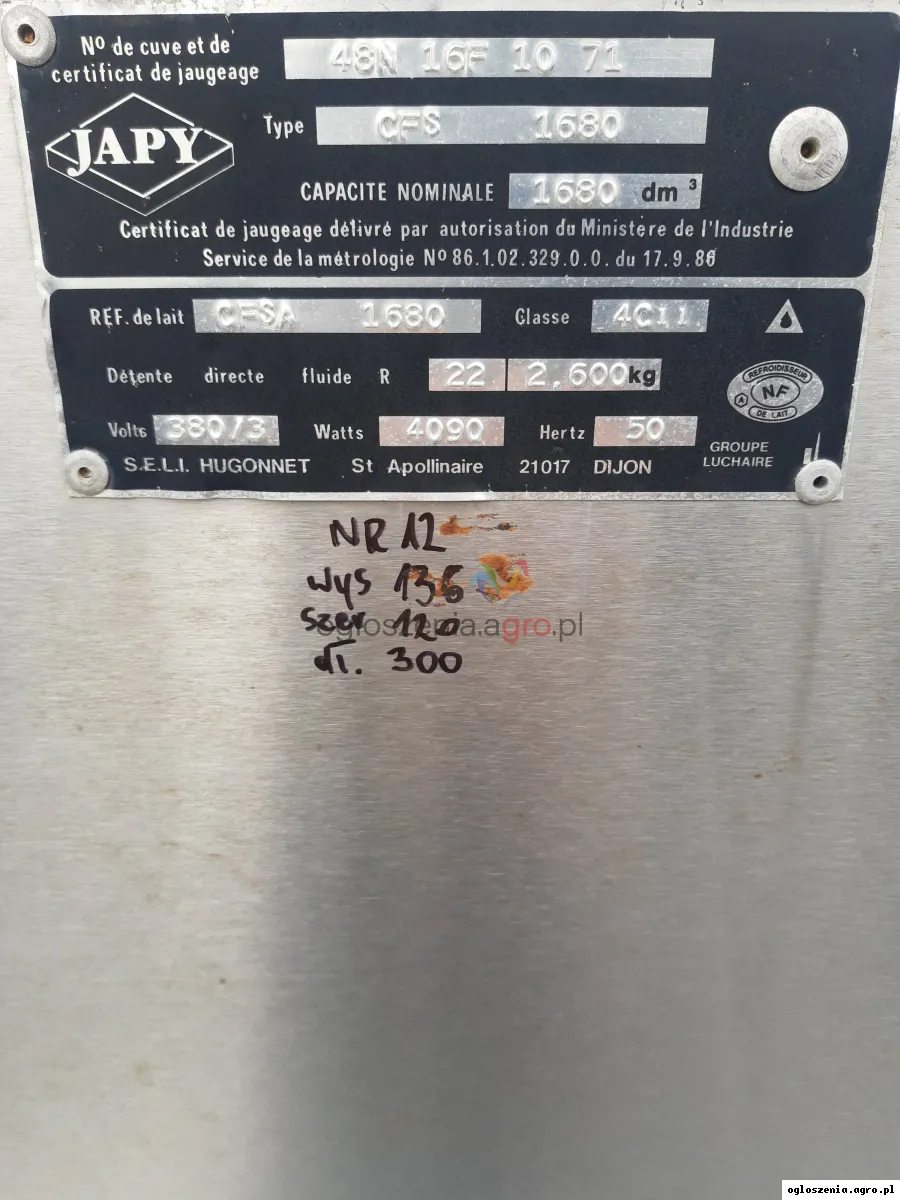 Nº de cuve et de
certificat de jaugeage
48N 16F 10 71
JAPY
Type CFS 1680
CAPACITE NOMINALE 1680 dm³
Certificat de jaugeage délivré par autorisation du Ministere de l'Industrie
Service de la métrologie Nº 86.1.02.329.0.0. du 17.9.86
REF. de lait CFSA 1680 Classe 4C11
Détente directe fluide R 22 2.600kg
REFROIDISSEUR
A NF
DE LAIT
Volts 380/3 Watts 4090 Hertz 50
GROUPE
LUCHAIRE
S.E.L.I. HUGONNET St Apollinaire 21017 DIJON
NR 12
wys 136
szer 120
dł. 300
ogloszenia.agro.pl
ogloszenia.agro.pl